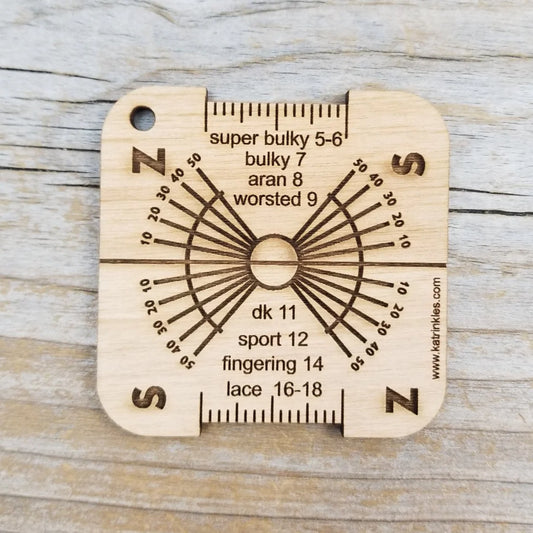 super bulky 5-6
bulky 7
aran 8
worsted 9
Z
S
50 50
40 40
30 30
20 20
10 10
10 10
20 20
30 30
40 40
50 50
dk 11
sport 12
fingering 14
lace 16-18
S
Z
www.katrinkles.com